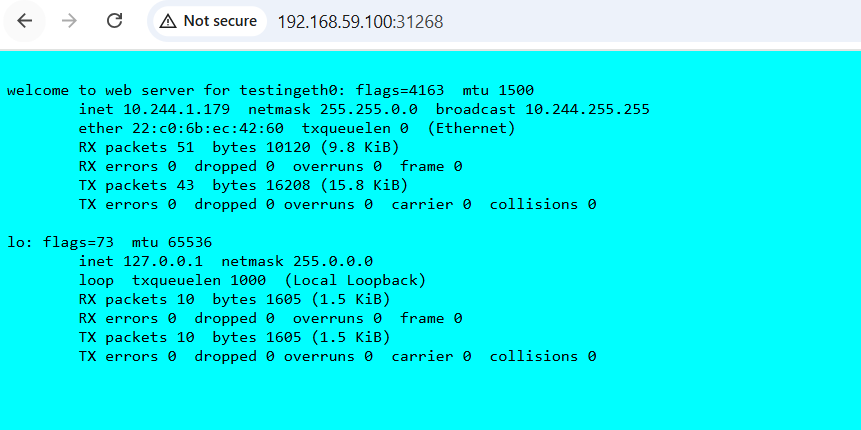 Not secure 192.168.59.100:31268
welcome to web server for testingeth0: flags=4163  mtu 1500
        inet 10.244.1.179  netmask 255.255.0.0  broadcast 10.244.255.255
        ether 22:c0:6b:ec:42:60  txqueuelen 0  (Ethernet)
        RX packets 51  bytes 10120 (9.8 KiB)
        RX errors 0  dropped 0  overruns 0  frame 0
        TX packets 43  bytes 16208 (15.8 KiB)
        TX errors 0  dropped 0 overruns 0  carrier 0  collisions 0
lo: flags=73  mtu 65536
        inet 127.0.0.1  netmask 255.0.0.0
        loop  txqueuelen 1000  (Local Loopback)
        RX packets 10  bytes 1605 (1.5 KiB)
        RX errors 0  dropped 0  overruns 0  frame 0
        TX packets 10  bytes 1605 (1.5 KiB)
        TX errors 0  dropped 0 overruns 0  carrier 0  collisions 0